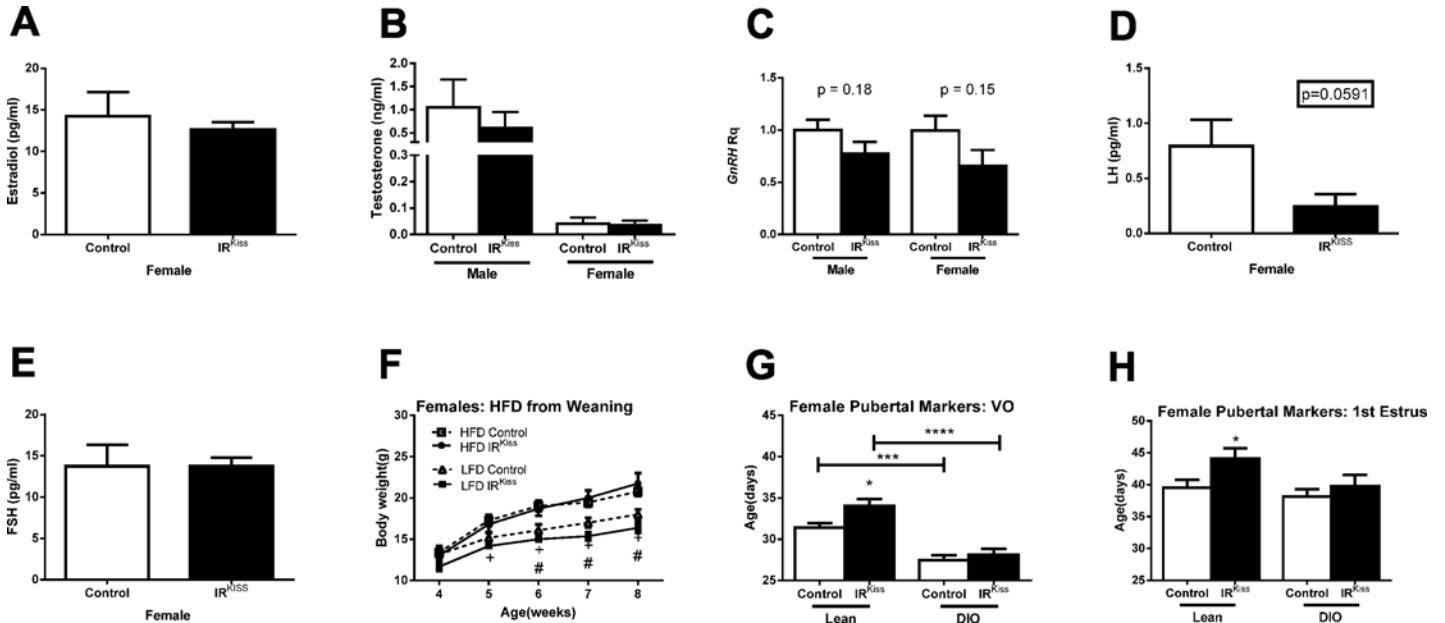 A
Estradiol (pg/ml)
20
15
10
5
0
Control IR^Kiss
Female
B
Testosterone (ng/ml)
2.0
1.5
1.0
0.5
0.3
0.2
0.1
0.0
Control IR^Kiss Control IR^Kiss
Male Female
C
GnRH Rq
1.5
1.0
0.5
0.0
p = 0.18 p = 0.15
Control IR^Kiss Control IR^Kiss
Male Female
D
LH (pg/ml)
1.5
1.0
0.5
0.0
p=0.0591
Control IR^KISS
Female
E
FSH (pg/ml)
20
15
10
5
0
Control IR^KISS
Female
F
Females: HFD from Weaning
Body weight(g)
30
25
20
15
10
HFD Control
HFD IR^Kiss
LFD Control
LFD IR^Kiss
+ + + +
# # #
4 5 6 7 8
Age(weeks)
G
Female Pubertal Markers: VO
Age(days)
45
40
35
30
25
****
***
*
Control IR^Kiss Control IR^Kiss
Lean DIO
H
Female Pubertal Markers: 1st Estrus
Age(days)
50
45
40
35
30
25
*
Control IR^Kiss Control IR^Kiss
Lean DIO